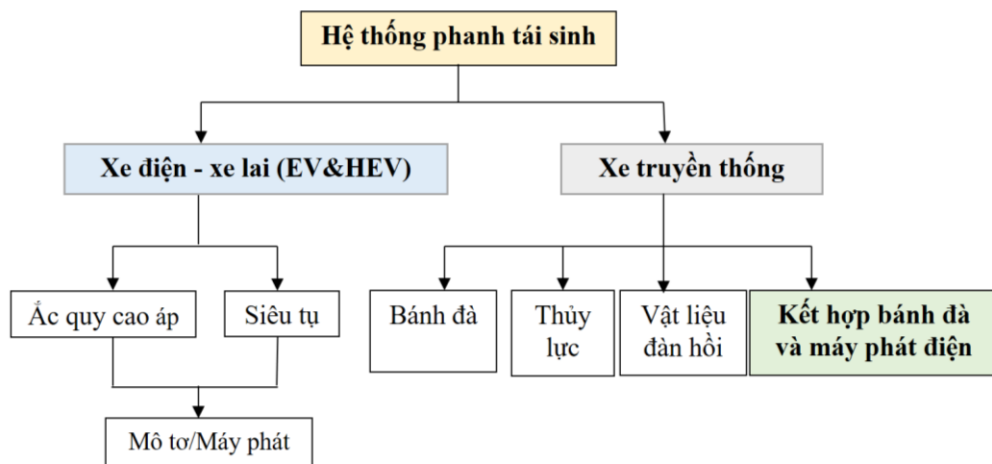 Hệ thống phanh tái sinh
Xe điện - xe lai (EV&HEV)
Xe truyền thống
Ắc quy cao áp
Siêu tụ
Bánh đà
Thủy
lực
Vật liệu
đàn hồi
Kết hợp bánh đà
và máy phát điện
Mô tơ/Máy phát